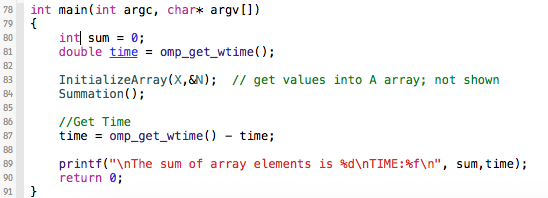 78 int main(int argc, char* argv[])
79 {
80     int sum = 0;
81     double time = omp_get_wtime();
82
83     InitializeArray(X,&N);  // get values into A array; not shown
84     Summation();
85
86     //Get Time
87     time = omp_get_wtime() - time;
88
89     printf("\nThe sum of array elements is %d\nTIME:%f\n", sum,time);
90     return 0;
91 }